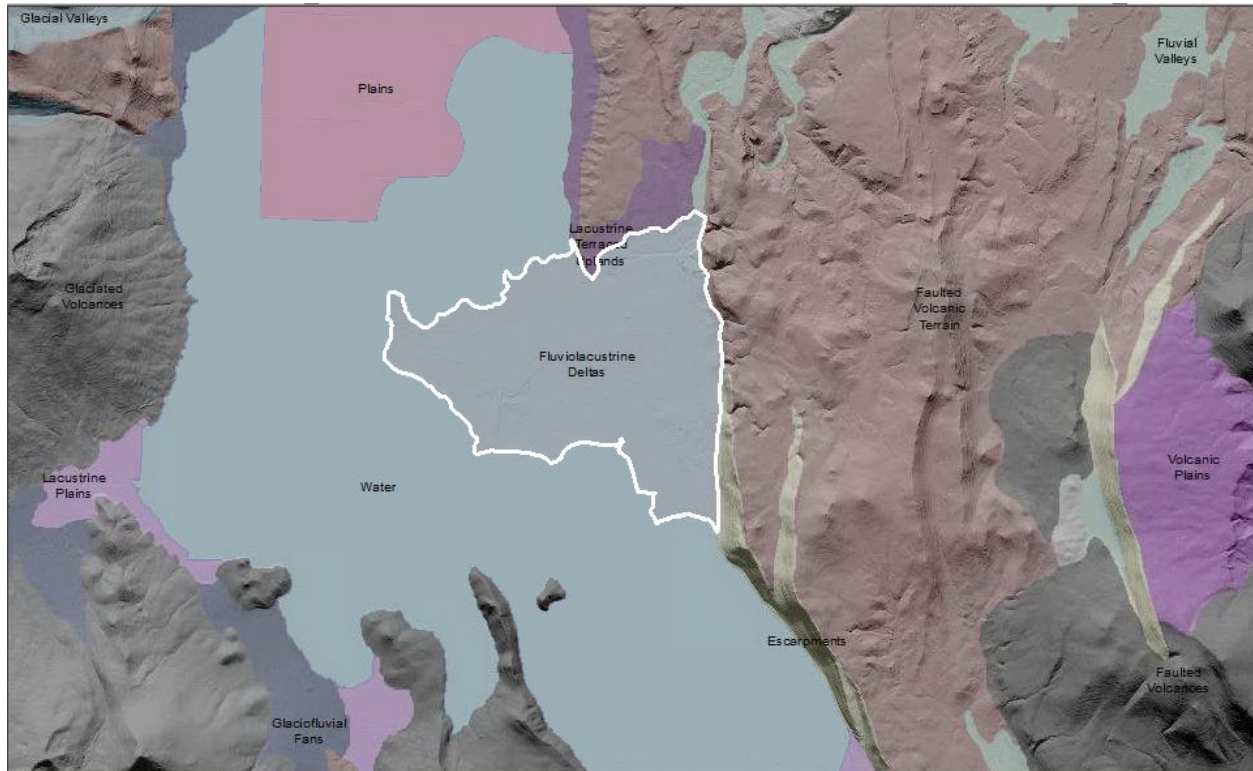 Glacial Valleys
Fluvial
Valleys
Plains
Lacustrine
Terraced
Uplands
Glaciated
Volcanoes
Faulted
Volcanic
Terrain
Fluviolacustrine
Deltas
Volcanic
Plains
Lacustrine
Plains
Water
Escarpments
Faulted
Volcanoes
Glaciofluvial
Fans